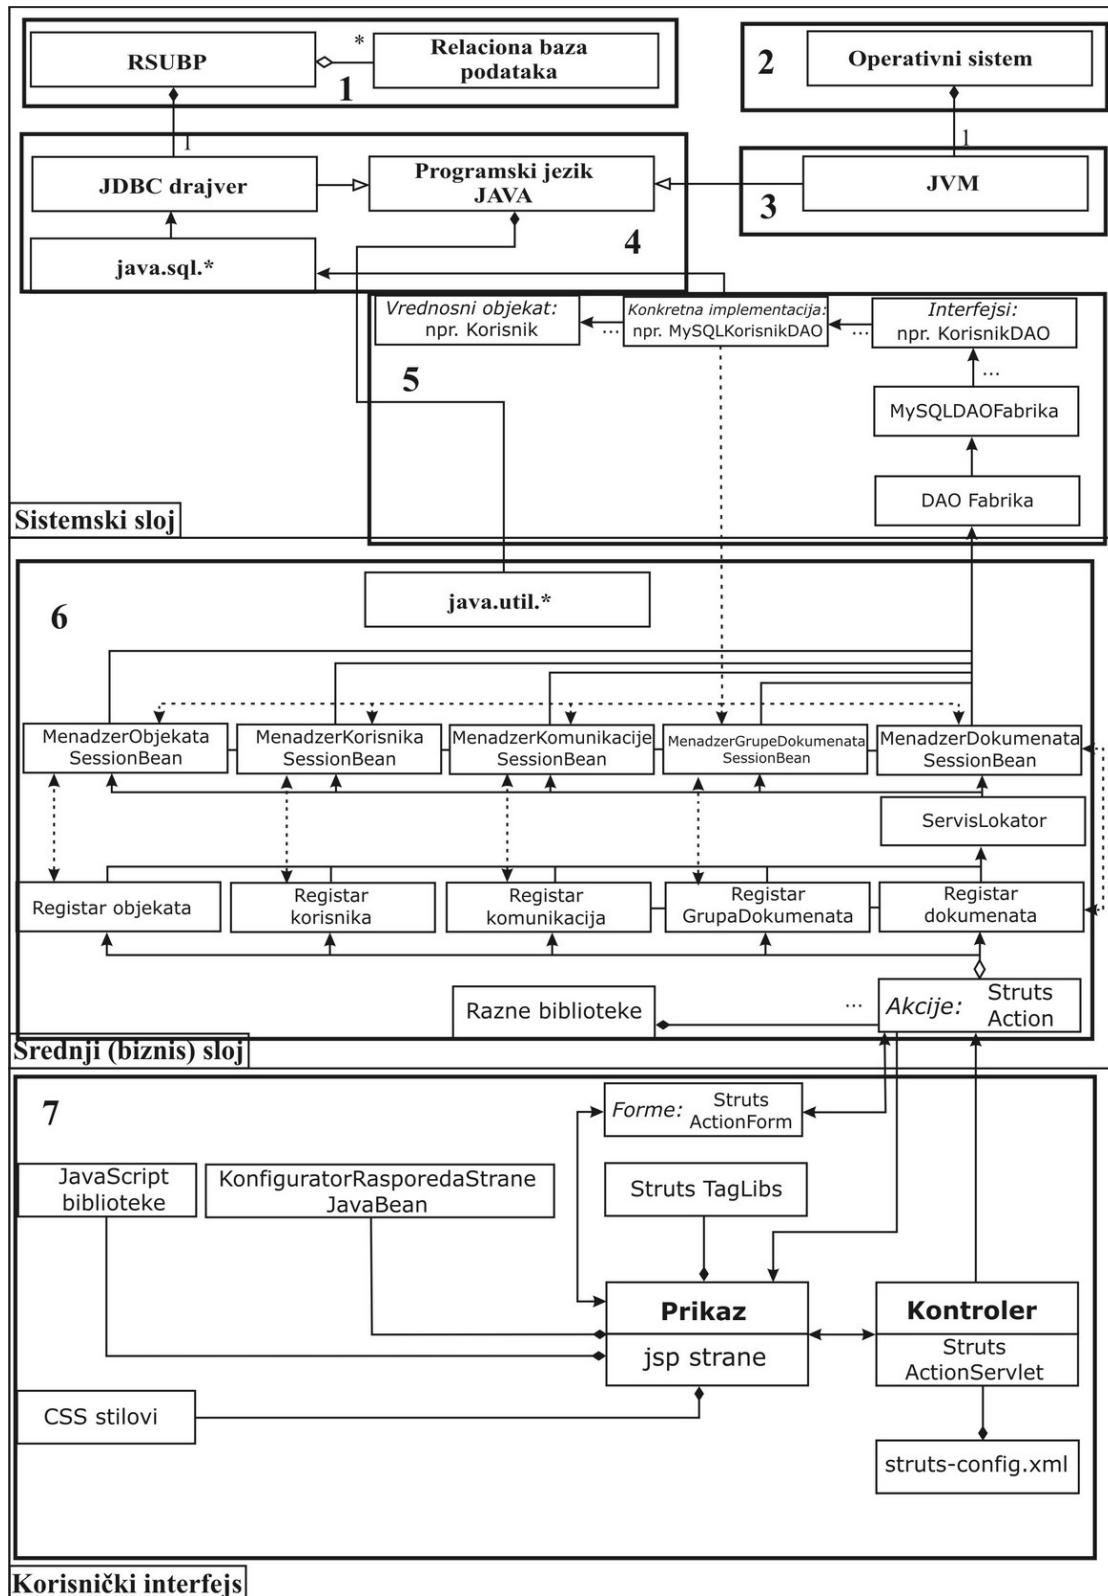 RSUBP
*
Relaciona baza
podataka
1
2
Operativni sistem
1
1
JDBC drajver
Programski jezik
JAVA
JVM
3
4
java.sql.*
Vrednosni objekat:
npr. Korisnik
...
Konkretna implementacija:
npr. MySQLKorisnikDAO
...
Interfejsi:
npr. KorisnikDAO
...
5
MySQLDAOFabrika
DAO Fabrika
Sistemski sloj
6
java.util.*
MenadzerObjekata
SessionBean
MenadzerKorisnika
SessionBean
MenadzerKomunikacije
SessionBean
MenadzerGrupeDokumenata
SessionBean
MenadzerDokumenata
SessionBean
ServisLokator
Registar objekata
Registar
korisnika
Registar
komunikacija
Registar
GrupaDokumenata
Registar
dokumenata
Razne biblioteke
...
Akcije: Struts
Action
Srednji (biznis) sloj
7
Forme: Struts
ActionForm
JavaScript
biblioteke
KonfiguratorRasporedaStrane
JavaBean
Struts TagLibs
Prikaz
jsp strane
Kontroler
Struts
ActionServlet
CSS stilovi
struts-config.xml
Korisnički interfejs